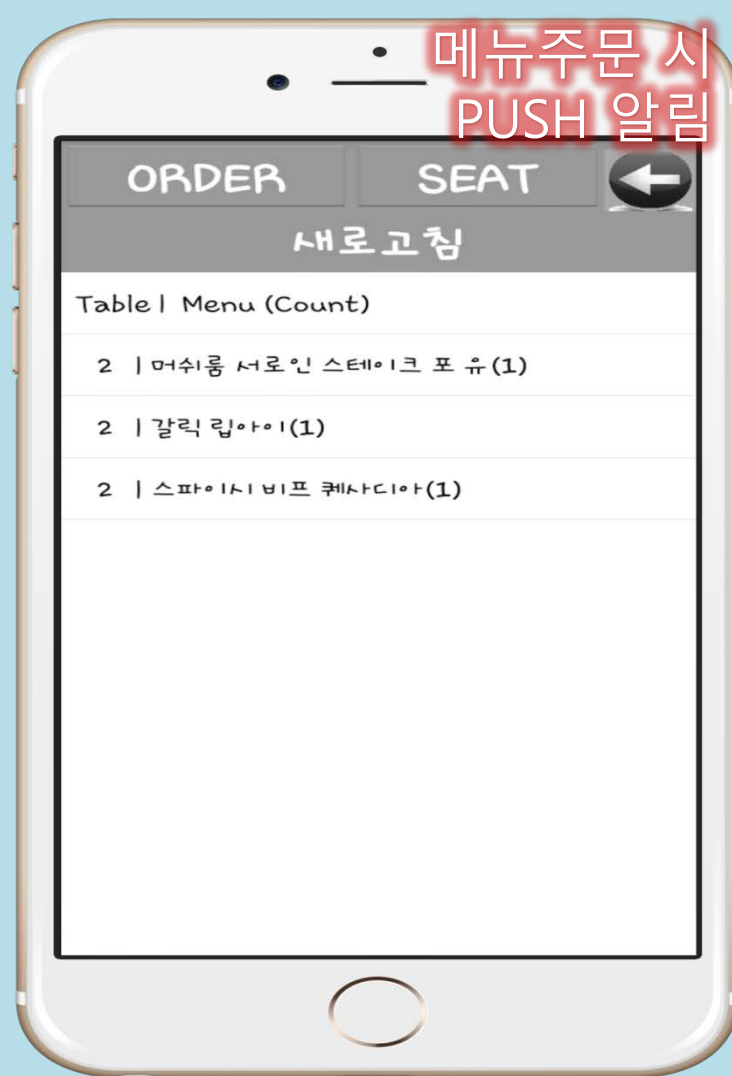 메뉴주문 시
PUSH 알림
ORDER SEAT
새로고침
Table | Menu (Count)
2 | 머쉬룸 서로인 스테이크 포 유(1)
2 | 갈릭 립아이(1)
2 | 스파이시 비프 퀘사디아(1)